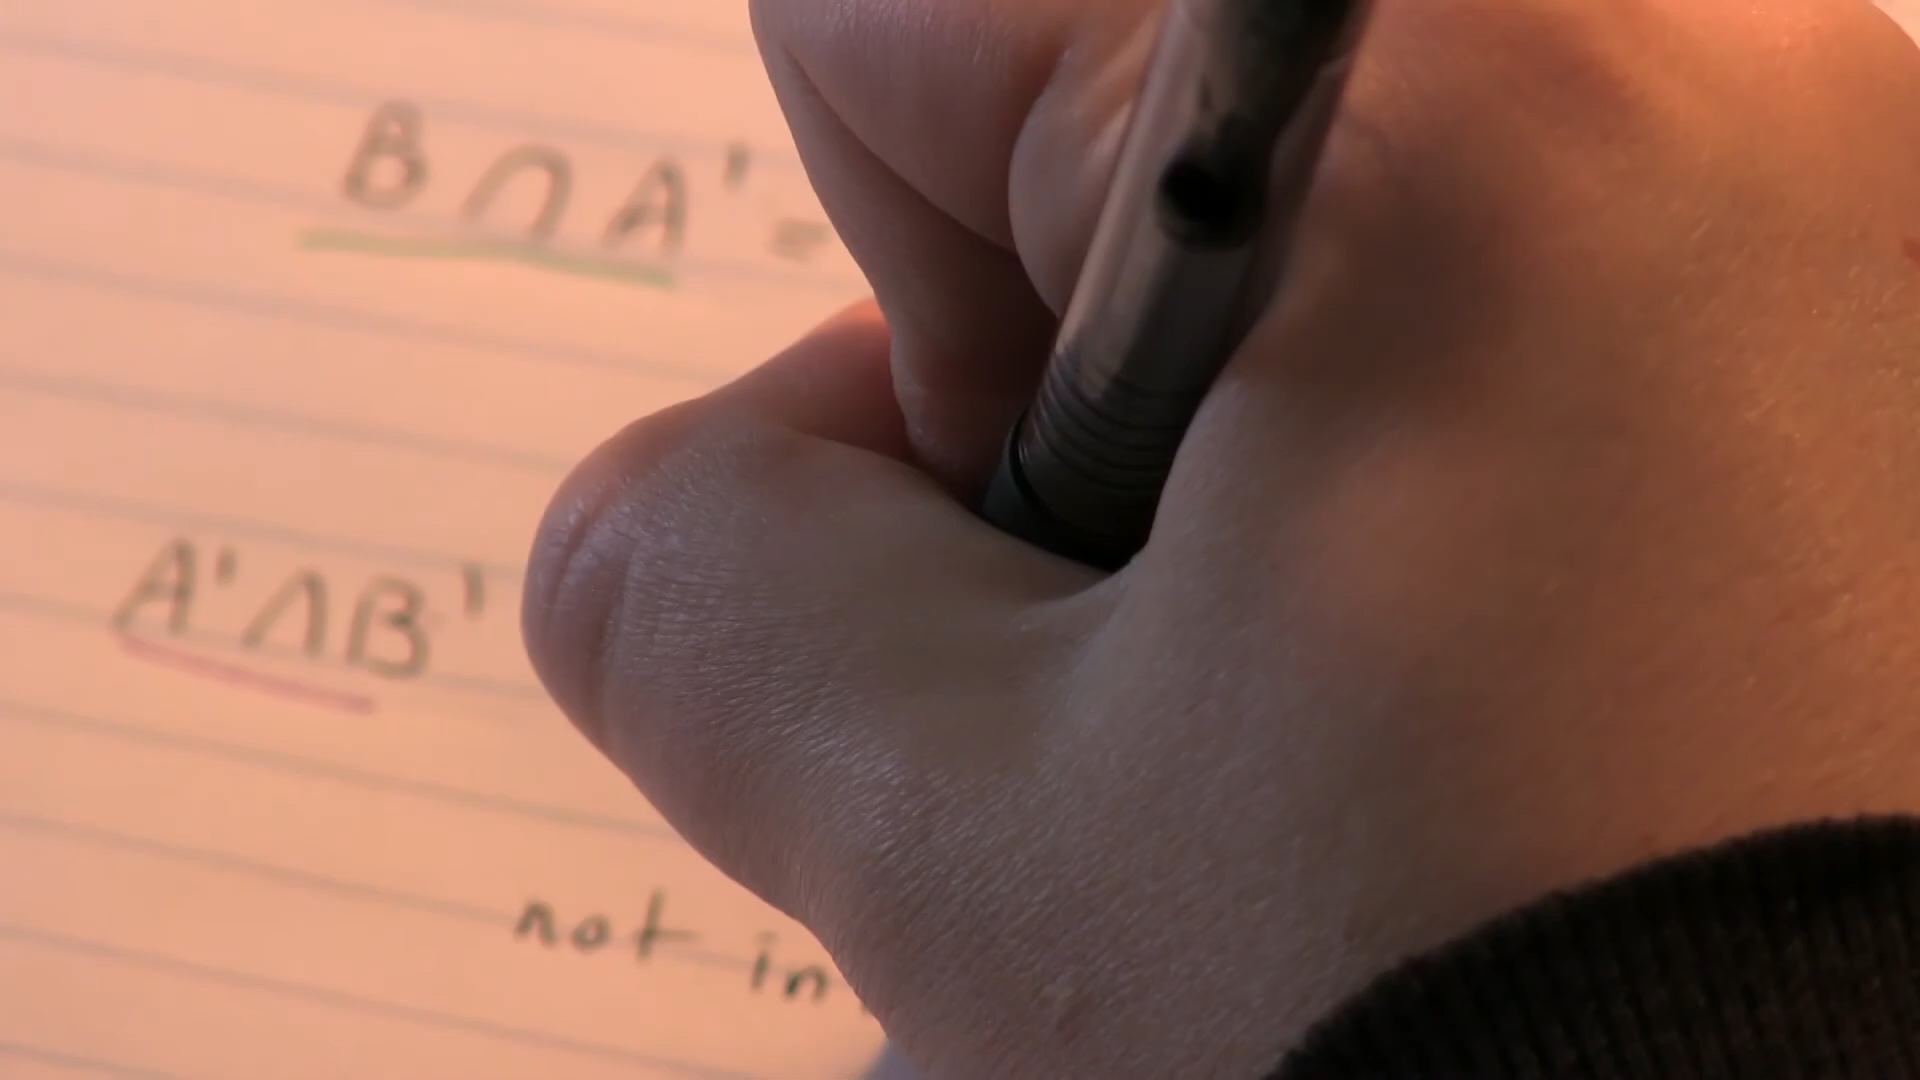 B ∩ A' =
A' ∩ B'
not in